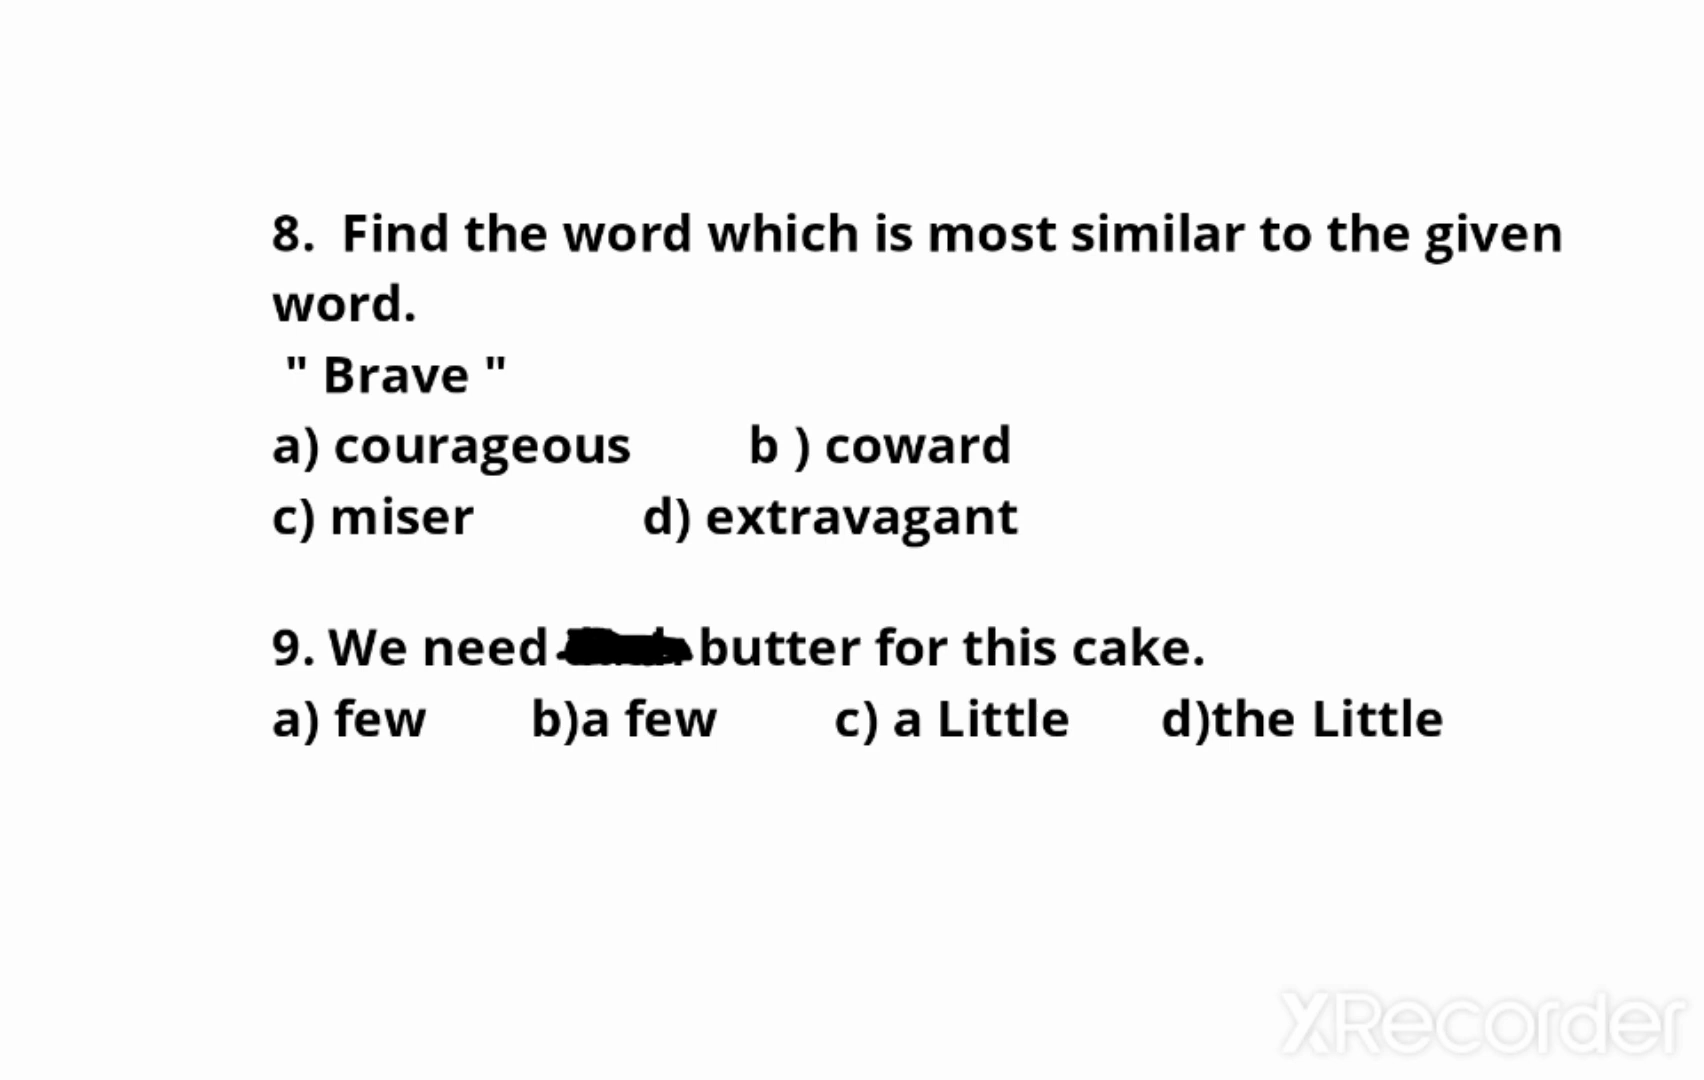 8. Find the word which is most similar to the given
word.
" Brave "
a) courageous b ) coward
c) miser d) extravagant
9. We need butter for this cake.
a) few b)a few c) a Little d)the Little
XRecorder